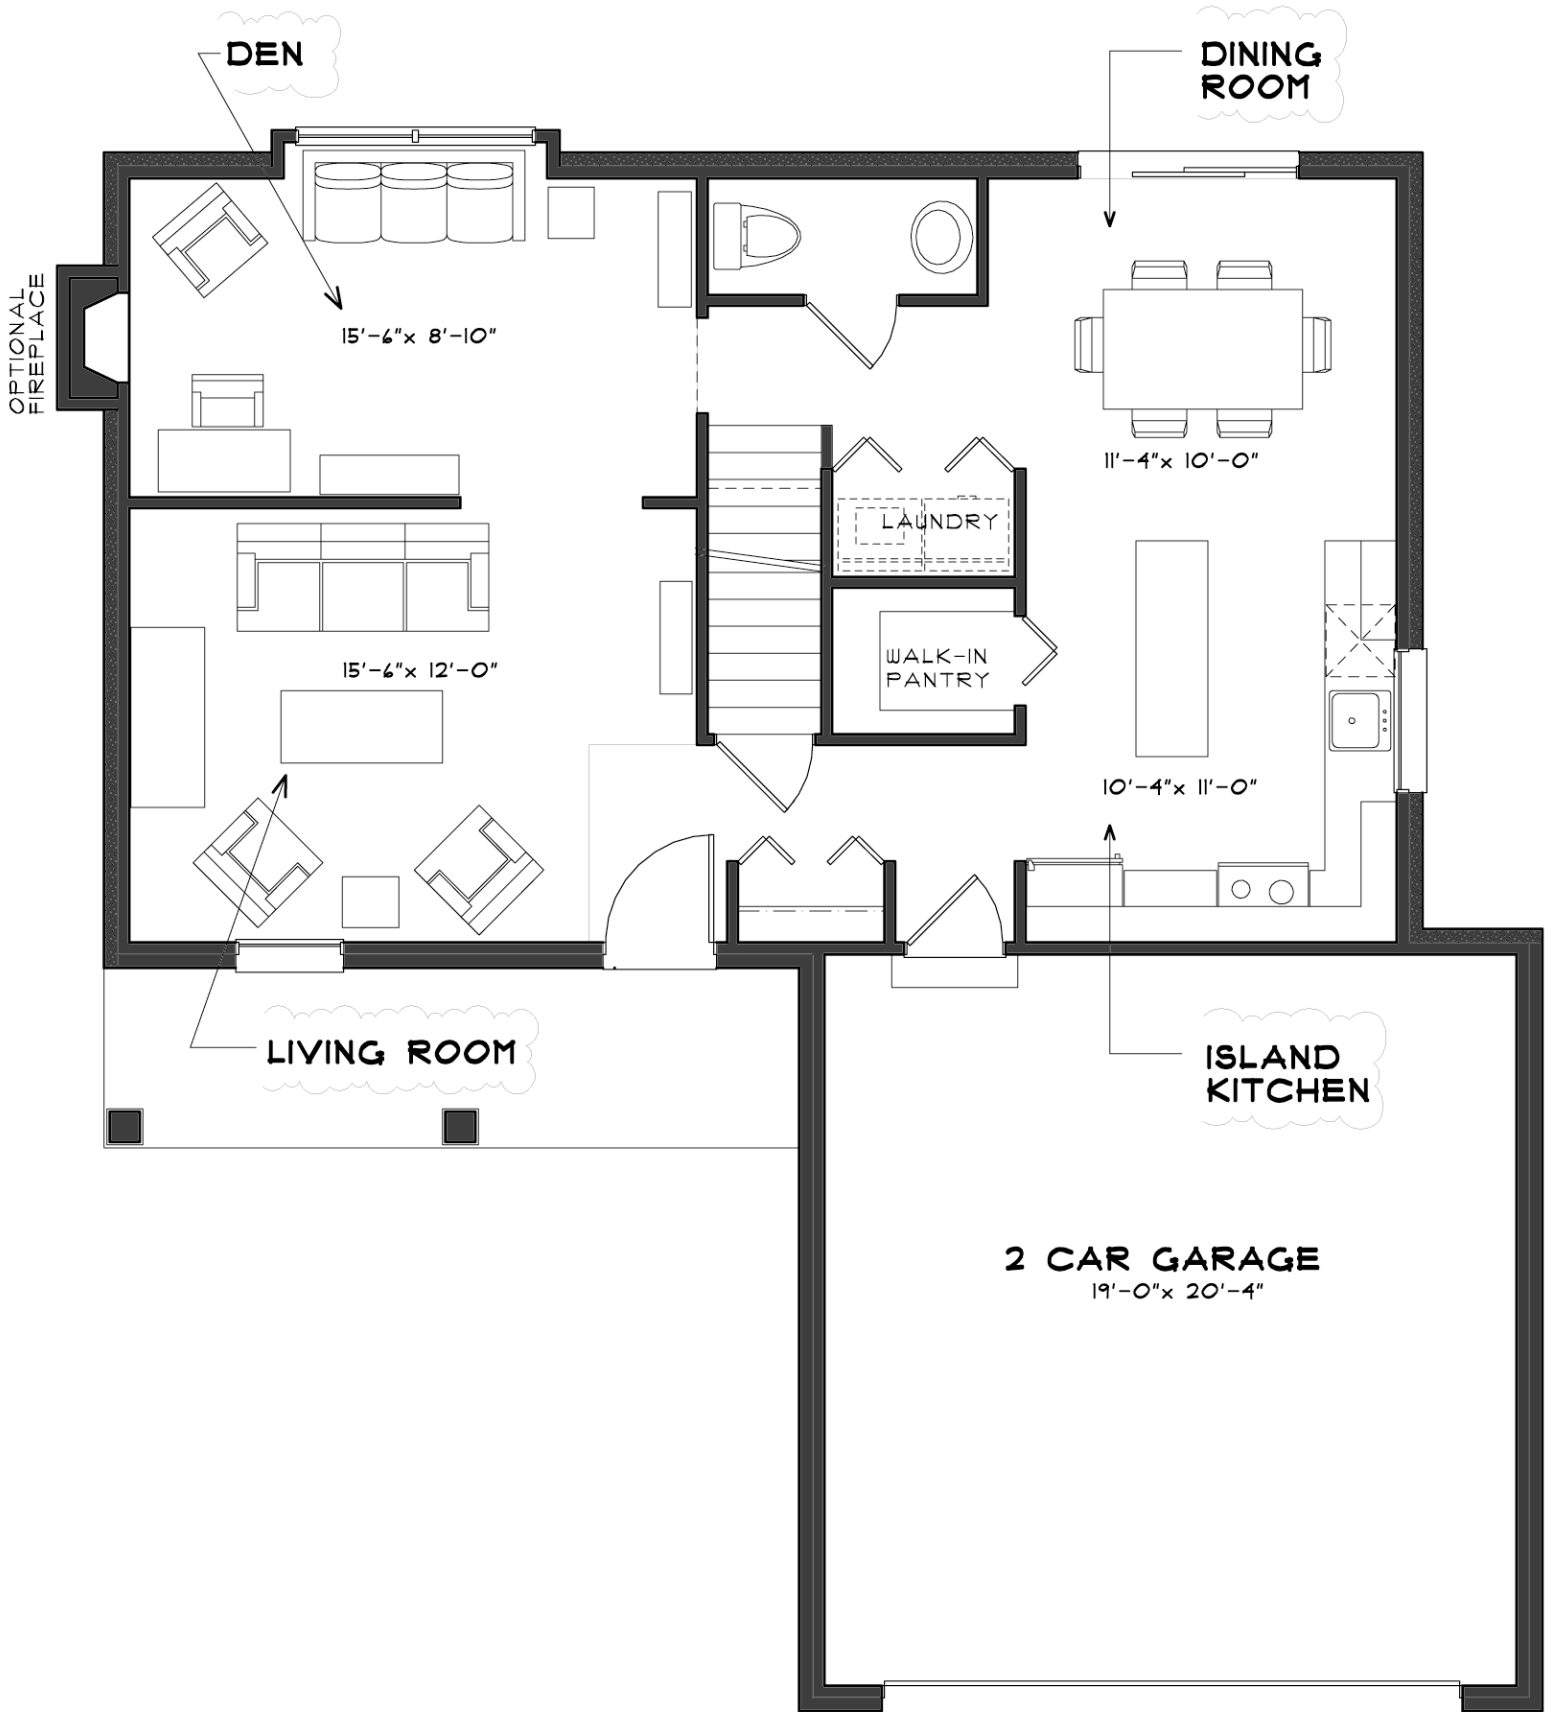 DEN
DINING
ROOM
OPTIONAL
FIREPLACE
15'-6"x 8'-10"
11'-4"x 10'-0"
LAUNDRY
WALK-IN
PANTRY
15'-6"x 12'-0"
10'-4"x 11'-0"
LIVING ROOM
ISLAND
KITCHEN
2 CAR GARAGE
19'-0"x 20'-4"